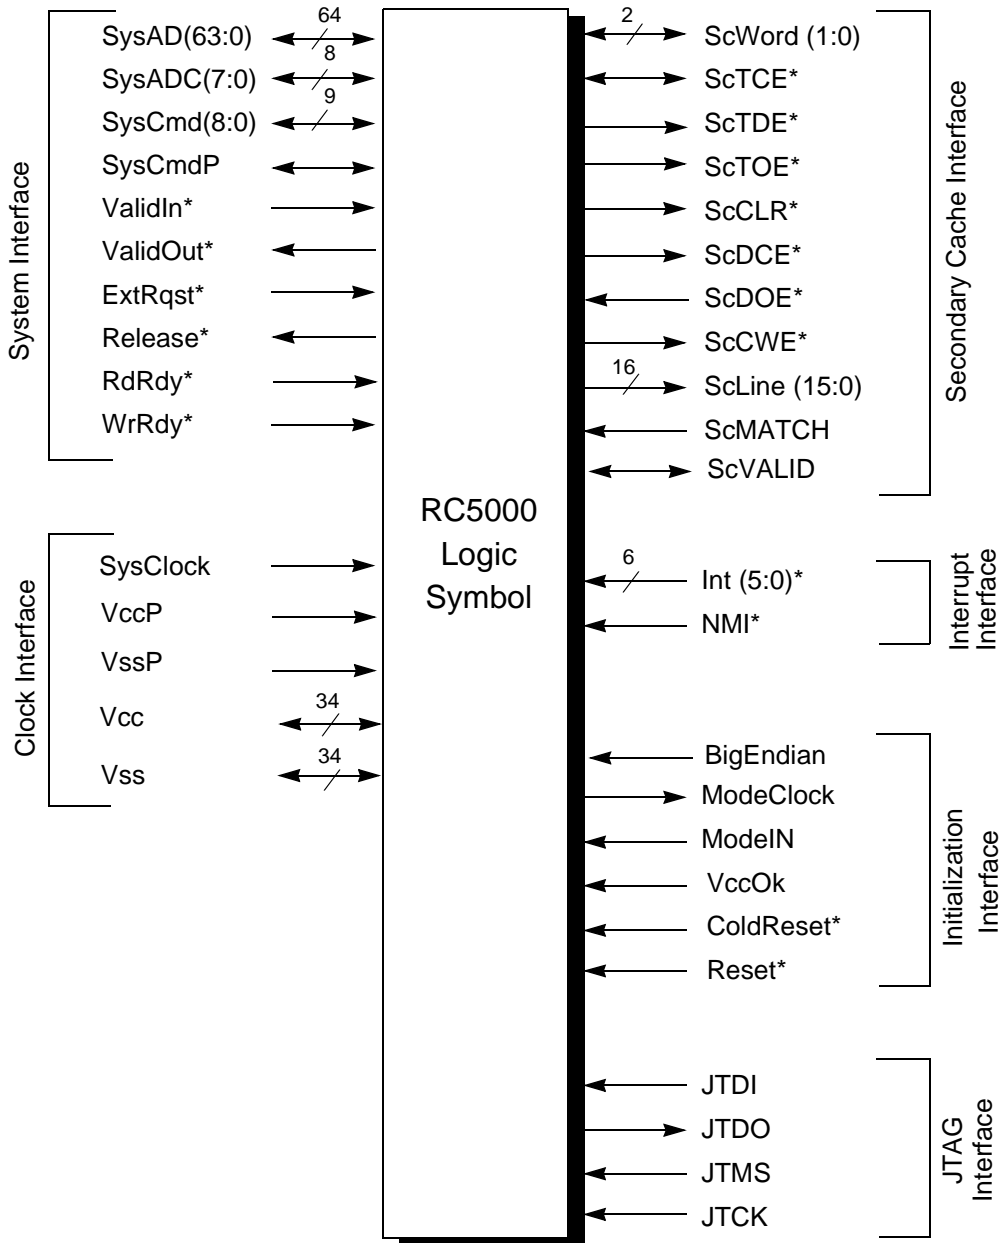 System Interface
SysAD(63:0)
64
SysADC(7:0)
8
SysCmd(8:0)
9
SysCmdP
ValidIn*
ValidOut*
ExtRqst*
Release*
RdRdy*
WrRdy*
Clock Interface
SysClock
VccP
VssP
Vcc
34
Vss
34
RC5000
Logic
Symbol
2
ScWord (1:0)
ScTCE*
ScTDE*
ScTOE*
ScCLR*
ScDCE*
ScDOE*
ScCWE*
16
ScLine (15:0)
ScMATCH
ScVALID
Secondary Cache Interface
6
Int (5:0)*
NMI*
Interrupt
Interface
BigEndian
ModeClock
ModeIN
VccOk
ColdReset*
Reset*
Initialization
Interface
JTDI
JTDO
JTMS
JTCK
JTAG
Interface